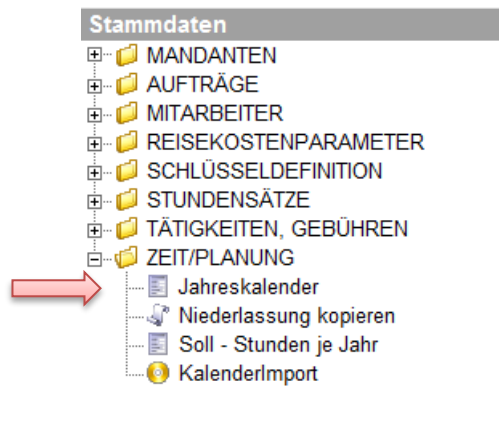 Stammdaten
MANDANTEN
AUFTRÄGE
MITARBEITER
REISEKOSTENPARAMETER
SCHLÜSSELDEFINITION
STUNDENSÄTZE
TÄTIGKEITEN, GEBÜHREN
ZEIT/PLANUNG
Jahreskalender
Niederlassung kopieren
Soll - Stunden je Jahr
KalenderImport